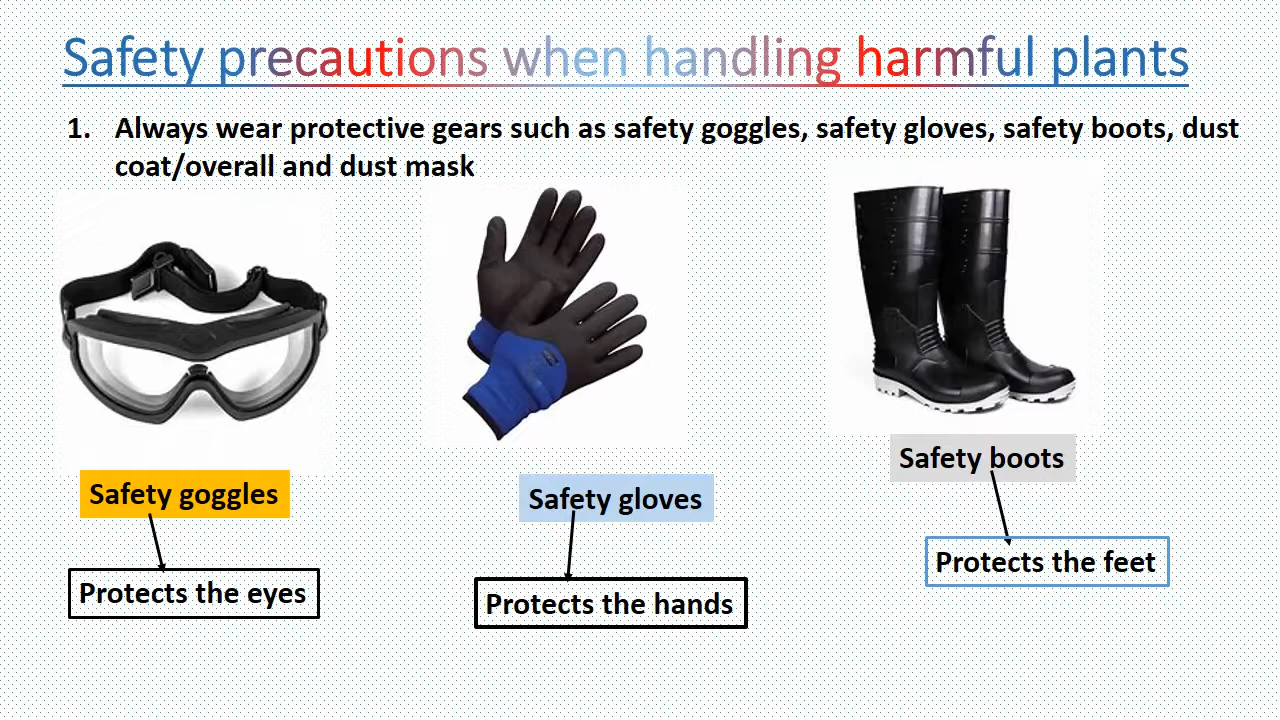 Safety precautions when handling harmful plants
1. Always wear protective gears such as safety goggles, safety gloves, safety boots, dust
coat/overall and dust mask
Safety goggles
Safety gloves
Safety boots
Protects the eyes
Protects the hands
Protects the feet